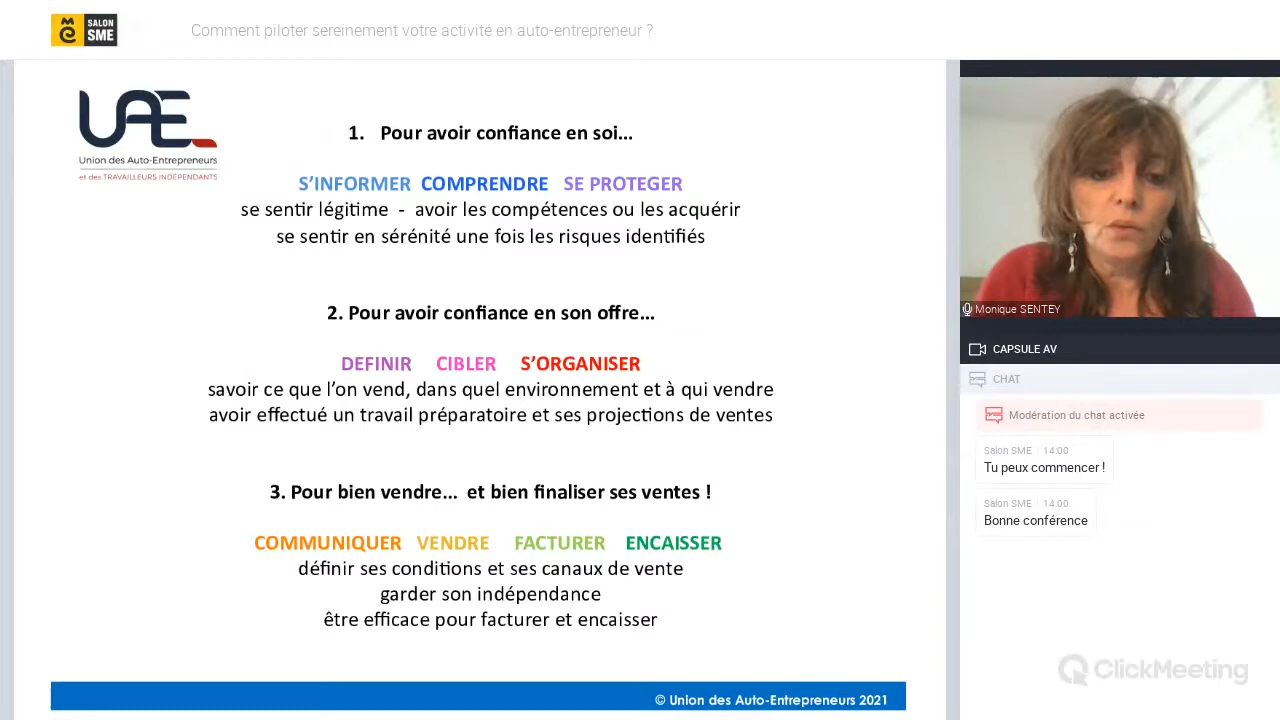 SALON
SME
Comment piloter sereinement votre activité en auto-entrepreneur ?
UAE
Union des Auto-Entrepreneurs
et des TRAVAILLEURS INDÉPENDANTS
1. Pour avoir confiance en soi...
S'INFORMER COMPRENDRE SE PROTEGER
se sentir légitime - avoir les compétences ou les acquérir
se sentir en sérénité une fois les risques identifiés
2. Pour avoir confiance en son offre...
DEFINIR CIBLER S'ORGANISER
savoir ce que l'on vend, dans quel environnement et à qui vendre
avoir effectué un travail préparatoire et ses projections de ventes
3. Pour bien vendre... et bien finaliser ses ventes !
COMMUNIQUER VENDRE FACTURER ENCAISSER
définir ses conditions et ses canaux de vente
garder son indépendance
être efficace pour facturer et encaisser
© Union des Auto-Entrepreneurs 2021
Monique SENTEY
CAPSULE AV
CHAT
Modération du chat activée
Salon SME 14:00
Tu peux commencer !
Salon SME 14:00
Bonne conférence
ClickMeeting